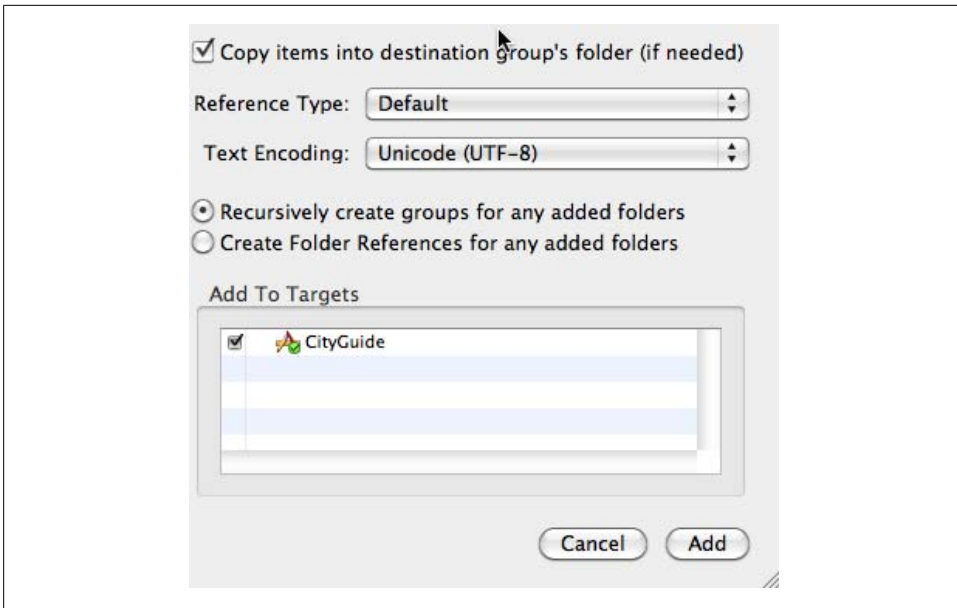 Copy items into destination group's folder (if needed)
Reference Type: Default
Text Encoding: Unicode (UTF-8)
Recursively create groups for any added folders
Create Folder References for any added folders
Add To Targets
CityGuide
Cancel Add